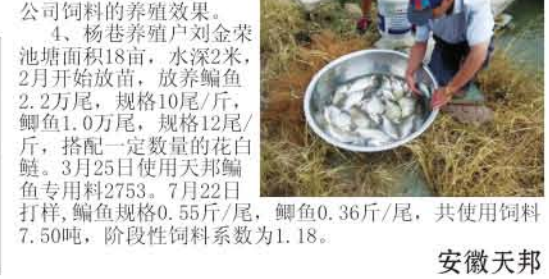 公司饲料的养殖效果。
4、杨巷养殖户刘金荣
池塘面积18亩，水深2米，
2月开始放苗，放养鳊鱼
2.2万尾，规格10尾/斤，
鲫鱼1.0万尾，规格12尾/
斤，搭配一定数量的花白
鲢。3月25日使用天邦鳊
鱼专用料2753。7月22日
打样,鳊鱼规格0.55斤/尾，鲫鱼0.36斤/尾，共使用饲料
7.50吨，阶段性饲料系数为1.18。
安徽天邦